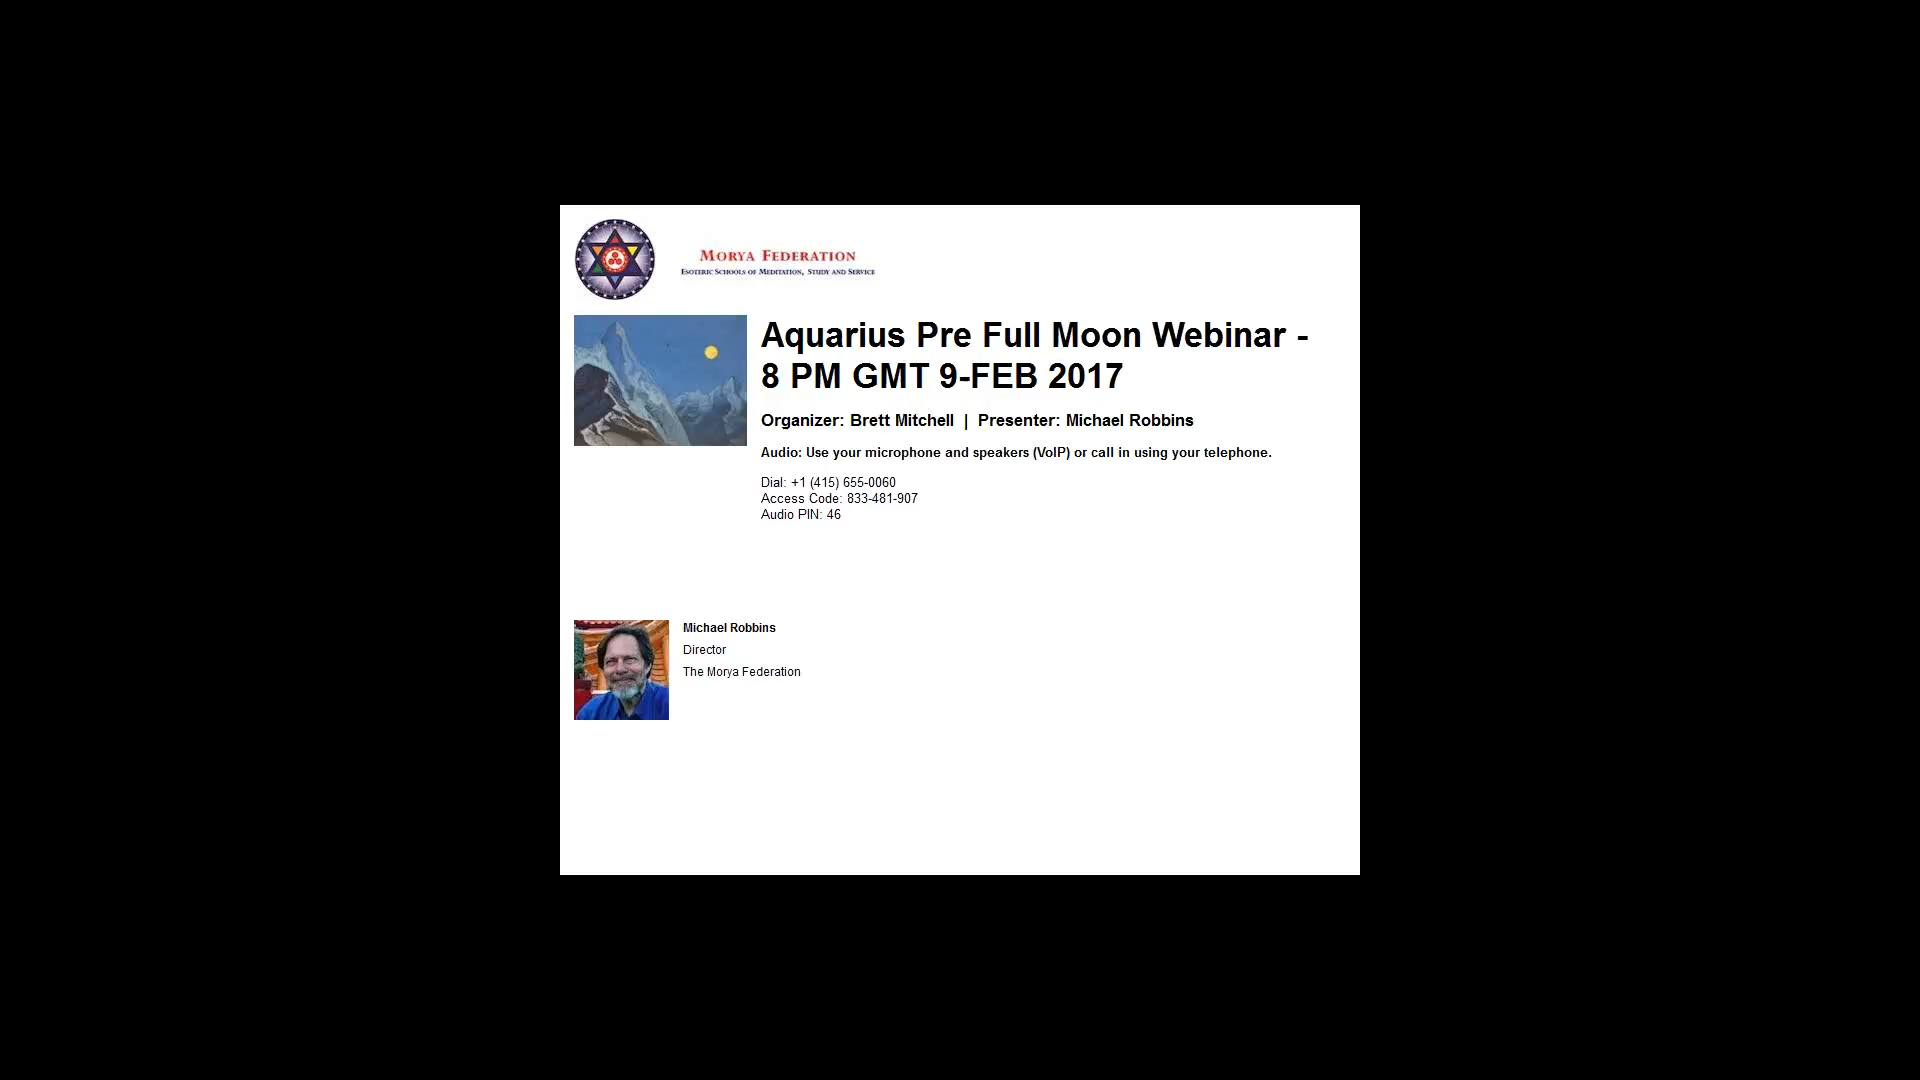 MORYA FEDERATION
ESOTERIC SCHOOLS OF MEDITATION, STUDY AND SERVICE
Aquarius Pre Full Moon Webinar -
8 PM GMT 9-FEB 2017
Organizer: Brett Mitchell | Presenter: Michael Robbins
Audio: Use your microphone and speakers (VoIP) or call in using your telephone.
Dial: +1 (415) 655-0060
Access Code: 833-481-907
Audio PIN: 46
Michael Robbins
Director
The Morya Federation